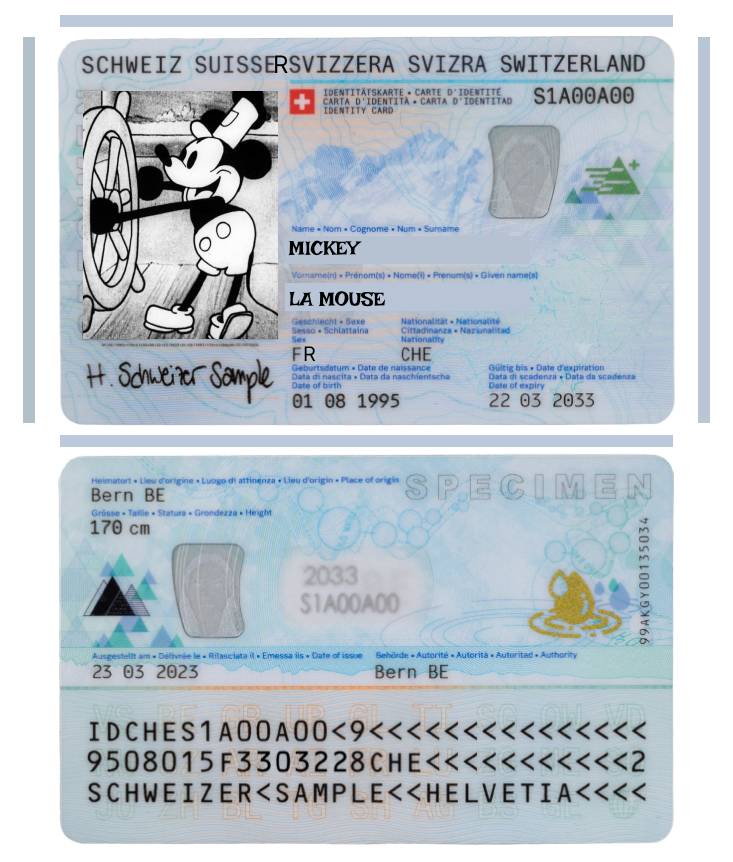 SCHWEIZ SUISSERSVIZZERA SVIZRA SWITZERLAND
IDENTITÄTSKARTE • CARTE D'IDENTITÉ
CARTA D'IDENTITÀ • CARTA D'IDENTITAD
IDENTITY CARD
S1A00A00
Name • Nom • Cognome • Num • Surname
MICKEY
Vorname(n) • Prénom(s) • Nome(i) • Prenum(s) • Given name(s)
LA MOUSE
Geschlecht • Sexe
Sesso • Schlattaina
Sex
FR
Nationalität • Nationalité
Cittadinanza • Naziunalitad
Nationality
CHE
Geburtsdatum • Date de naissance
Data di nascita • Data da naschientscha
Date of birth
01 08 1995
Gültig bis • Date d'expiration
Data di scadenza • Data da scadenza
Date of expiry
22 03 2033
H. Schweizer Sample
Heimatort • Lieu d'origine • Luogo di attinenza • Lieu d'origin • Place of origin
Bern BE
SPECIMEN
Grösse • Taille • Statura • Grondezza • Height
170 cm
2033
S1A00A00
99AKGY00135034
Ausgestellt am • Délivrée le • Rilasciata il • Emessa ils • Date of issue
23 03 2023
Behörde • Autorité • Autorità • Autoritad • Authority
Bern BE
IDCHES1A00A00<9<<<<<<<<<<<<<<<
9508015F3303228CHE<<<<<<<<<<<2
SCHWEIZER<SAMPLE<<HELVETIA<<<<